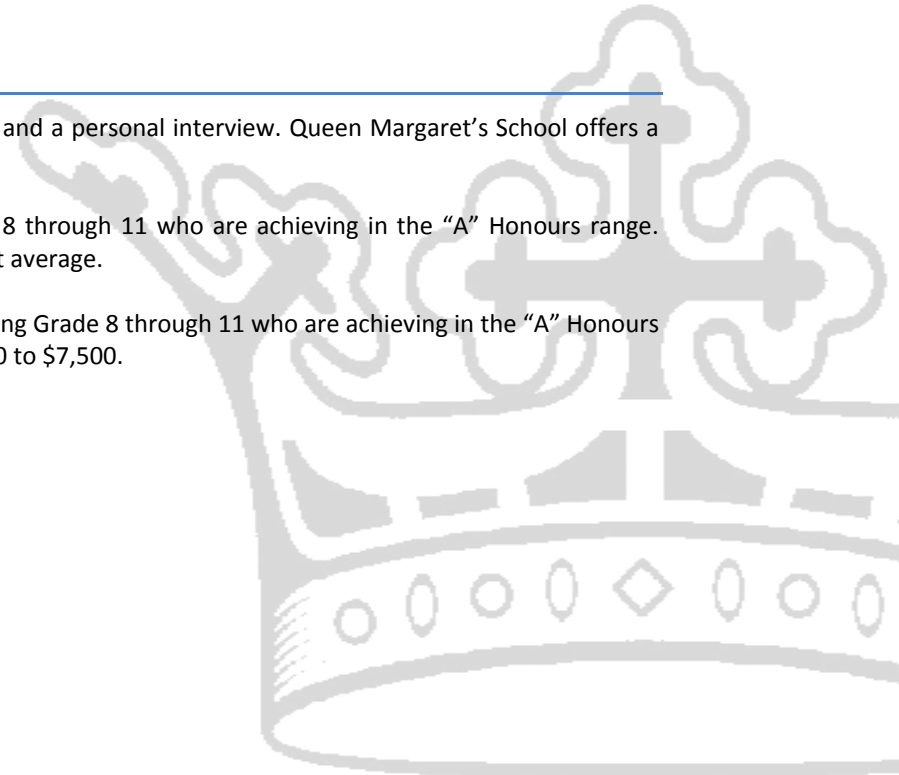 and a personal interview. Queen Margaret’s School offers a
8 through 11 who are achieving in the “A” Honours range.
t average.
ng Grade 8 through 11 who are achieving in the “A” Honours
0 to $7,500.